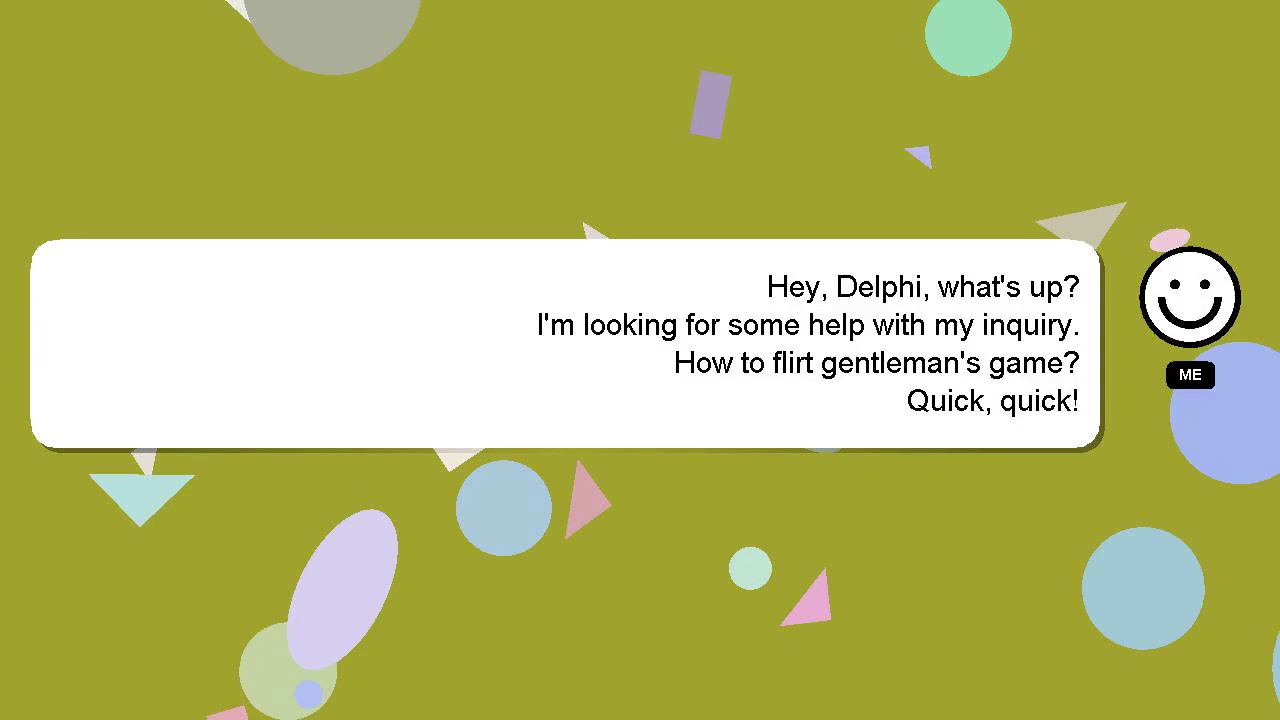 Hey, Delphi, what's up?
I'm looking for some help with my inquiry.
How to flirt gentleman's game?
Quick, quick!
ME